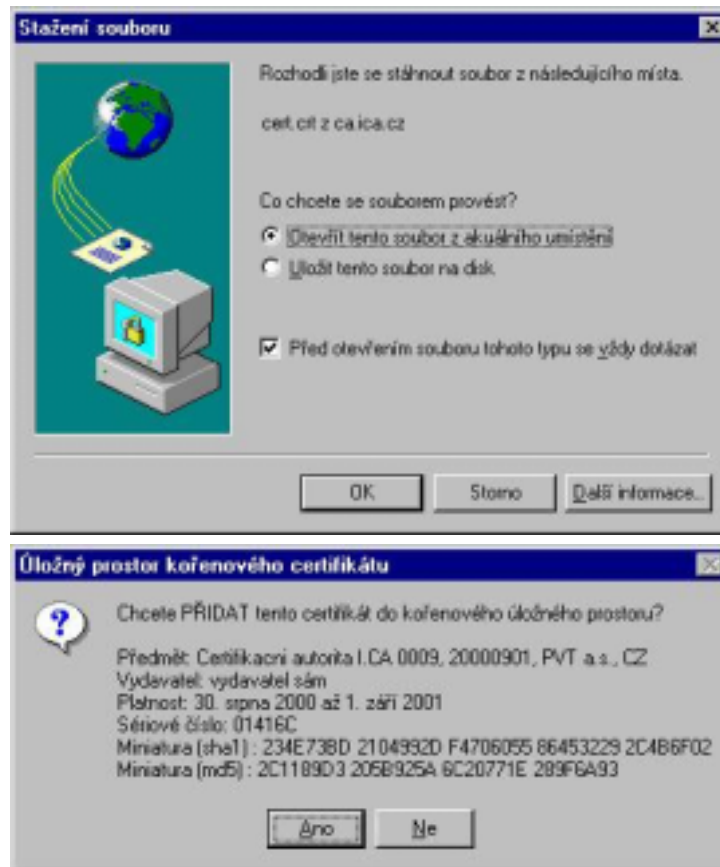 Stažení souboru
Rozhodli jste se stáhnout soubor z následujícího místa.
cert.crt z ca.ica.cz
Co chcete se souborem provést?
Otevřít tento soubor z akuálního umístění
Uložit tento soubor na disk
Před otevřením souboru tohoto typu se vždy dotázat
OK
Storno
Další informace...
Úložný prostor kořenového certifikátu
Chcete PŘIDAT tento certifikát do kořenového úložného prostoru?
Předmět: Certifikacni autorita I.CA 0009, 20000901, PVT a.s., CZ
Vydavatel: vydavatel sám
Platnost: 30. srpna 2000 až 1. září 2001
Sériové číslo: 01416C
Miniatura (sha1) : 234E73BD 2104992D F4706055 86453229 2C4B6F02
Miniatura (md5) : 2C1189D3 205B925A 6C20771E 289F6A93
Ano
Ne